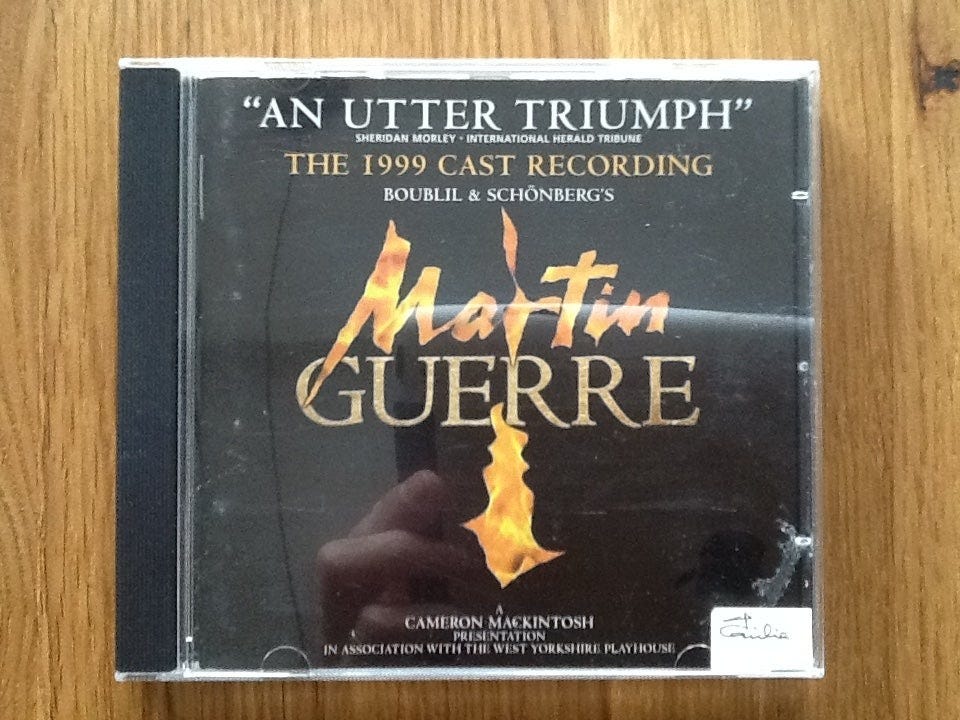 “AN UTTER TRIUMPH”
SHERIDAN MORLEY • INTERNATIONAL HERALD TRIBUNE
THE 1999 CAST RECORDING
BOUBLIL & SCHÖNBERG'S
Martin
GUERRE
A
CAMERON MACKINTOSH
PRESENTATION
IN ASSOCIATION WITH THE WEST YORKSHIRE PLAYHOUSE